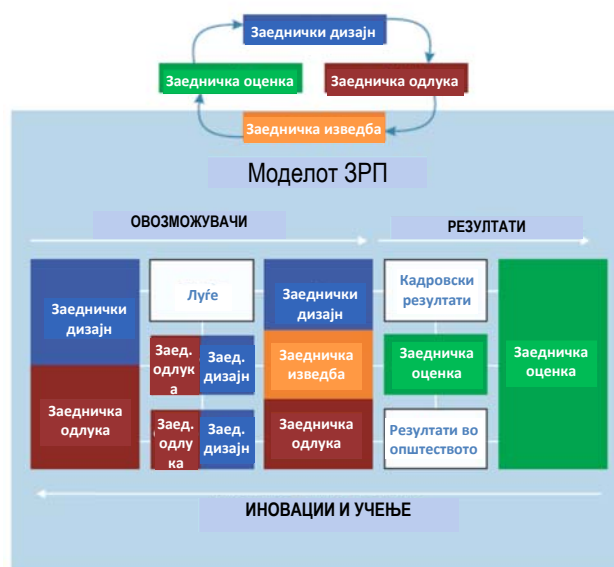 Заеднички дизајн
Заедничка оценка
Заедничка одлука
Заедничка изведба
Моделот ЗРП
ОВОЗМОЖУВАЧИ
РЕЗУЛТАТИ
Заеднички
дизајн
Заедничка
одлука
Луѓе
Заед.
одлук
а
Заед.
дизајн
Заед.
одлу
ка
Заед.
дизајн
Заеднички
дизајн
Заедничка
изведба
Заедничка
одлука
Кадровски
резултати
Заедничка
оценка
Резултати во
општеството
Заедничка
оценка
ИНОВАЦИИ И УЧЕЊЕ